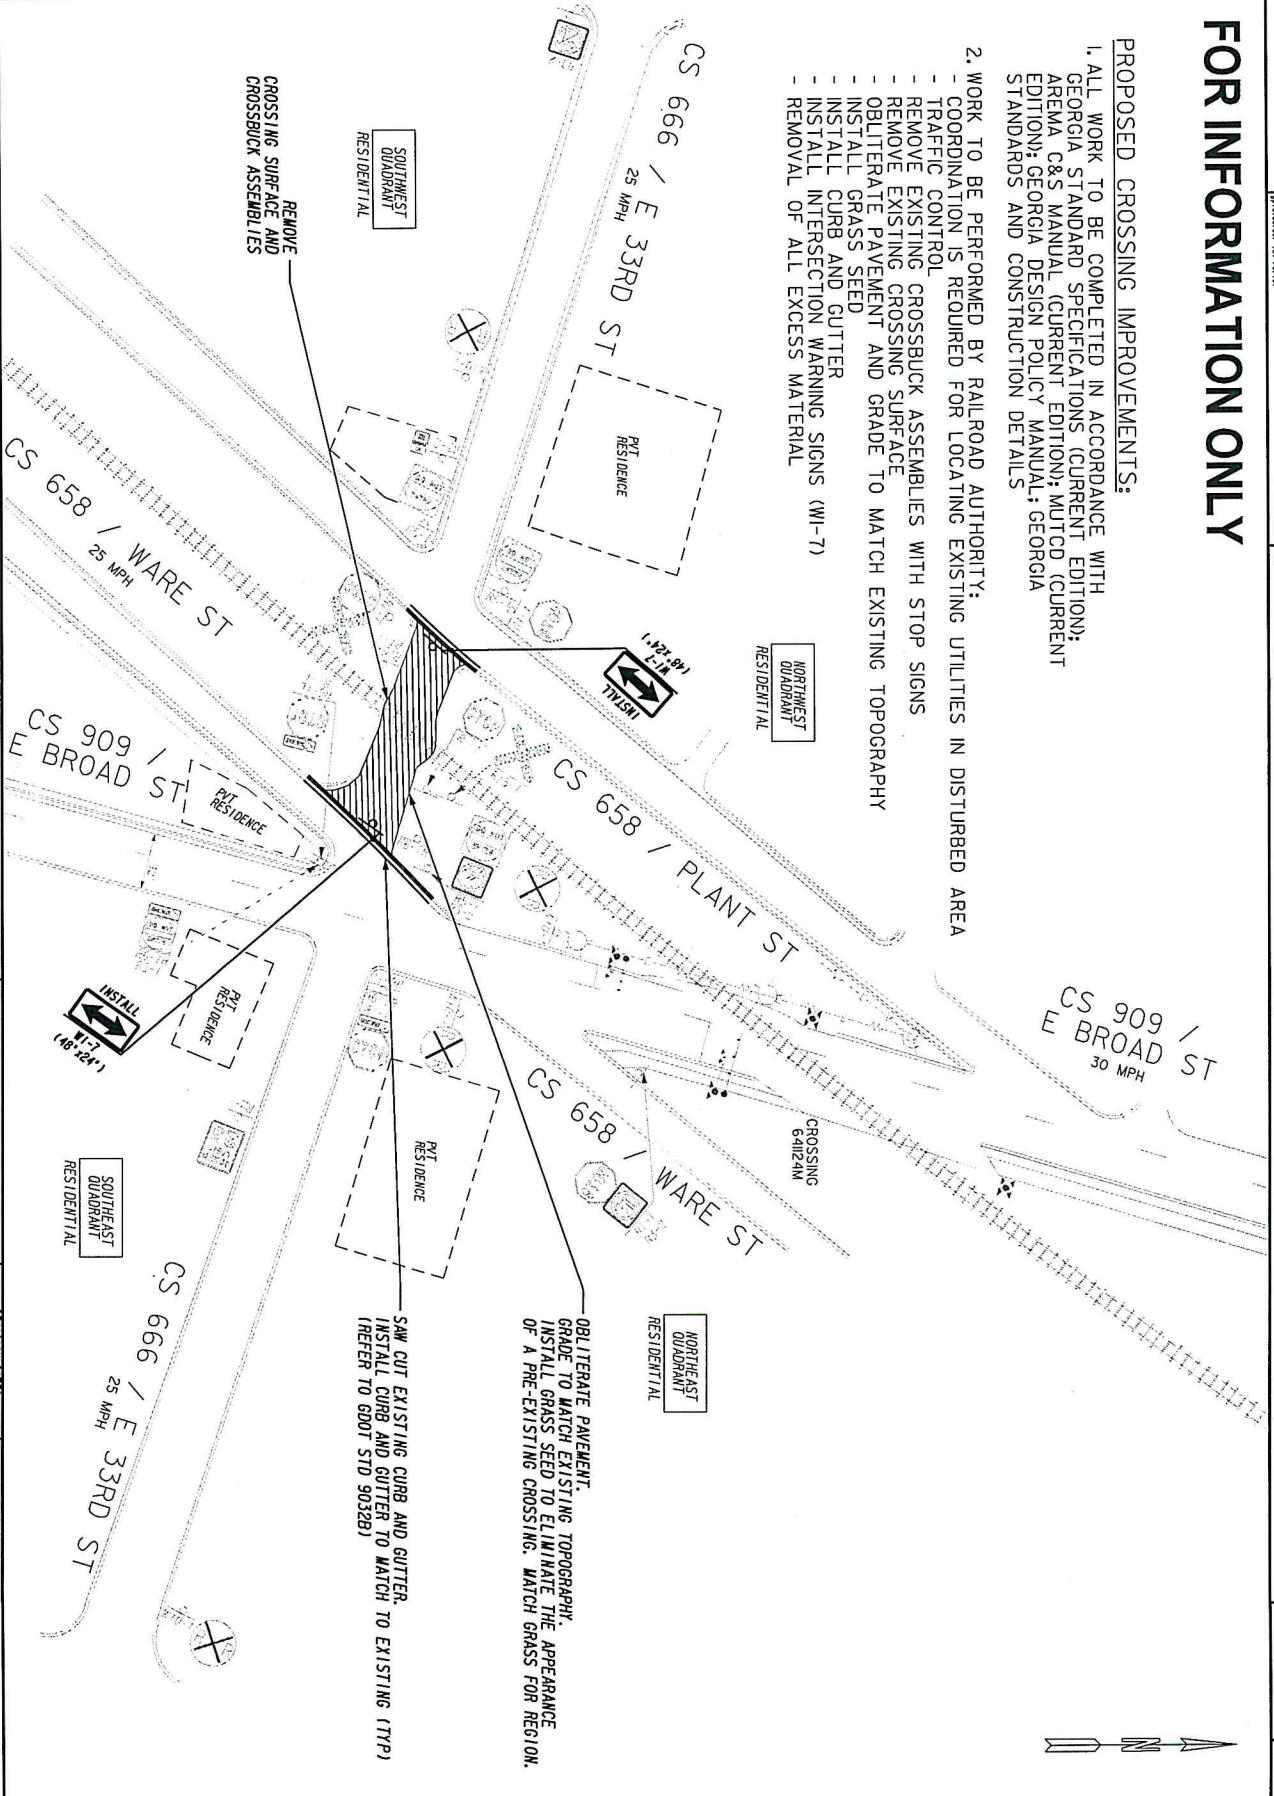 FOR INFORMATION ONLY
PROPOSED CROSSING IMPROVEMENTS:
1. ALL WORK TO BE COMPLETED IN ACCORDANCE WITH
GEORGIA STANDARD SPECIFICATIONS (CURRENT EDITION);
AREMA C&S MANUAL (CURRENT EDITION); MUTCD (CURRENT
EDITION); GEORGIA DESIGN POLICY MANUAL; GEORGIA
STANDARDS AND CONSTRUCTION DETAILS
2. WORK TO BE PERFORMED BY RAILROAD AUTHORITY:
- COORDINATION IS REQUIRED FOR LOCATING EXISTING UTILITIES IN DISTURBED AREA
- TRAFFIC CONTROL
- REMOVE EXISTING CROSSBUCK ASSEMBLIES WITH STOP SIGNS
- REMOVE EXISTING CROSSING SURFACE
- OBLITERATE PAVEMENT AND GRADE TO MATCH EXISTING TOPOGRAPHY
- INSTALL GRASS SEED
- INSTALL CURB AND GUTTER
- INSTALL INTERSECTION WARNING SIGNS (W1-7)
- REMOVAL OF ALL EXCESS MATERIAL
CS 909 /
E BROAD ST
30 MPH
CROSSING
641124M
NORTHWEST
QUADRANT
RESIDENTIAL
CS 658 / PLANT ST
INSTALL
W1-7
(48"x24")
CS 666 / E 33RD ST
25 MPH
PVT
RESIDENCE
NORTHEAST
QUADRANT
RESIDENTIAL
CS 658 / WARE ST
OBLITERATE PAVEMENT.
GRADE TO MATCH EXISTING TOPOGRAPHY.
INSTALL GRASS SEED TO ELIMINATE THE APPEARANCE
OF A PRE-EXISTING CROSSING. MATCH GRASS FOR REGION.
SAW CUT EXISTING CURB AND GUTTER.
INSTALL CURB AND GUTTER TO MATCH TO EXISTING (TYP)
(REFER TO GDOT STD 9032B)
PVT
RESIDENCE
SOUTHWEST
QUADRANT
RESIDENTIAL
REMOVE
CROSSING SURFACE AND
CROSSBUCK ASSEMBLIES
CS 658 / WARE ST
25 MPH
CS 909 /
E BROAD ST
PVT
RESIDENCE
PVT
RESIDENCE
INSTALL
W1-7
(48"x24")
SOUTHEAST
QUADRANT
RESIDENTIAL
CS 666 / E 33RD ST
25 MPH
N